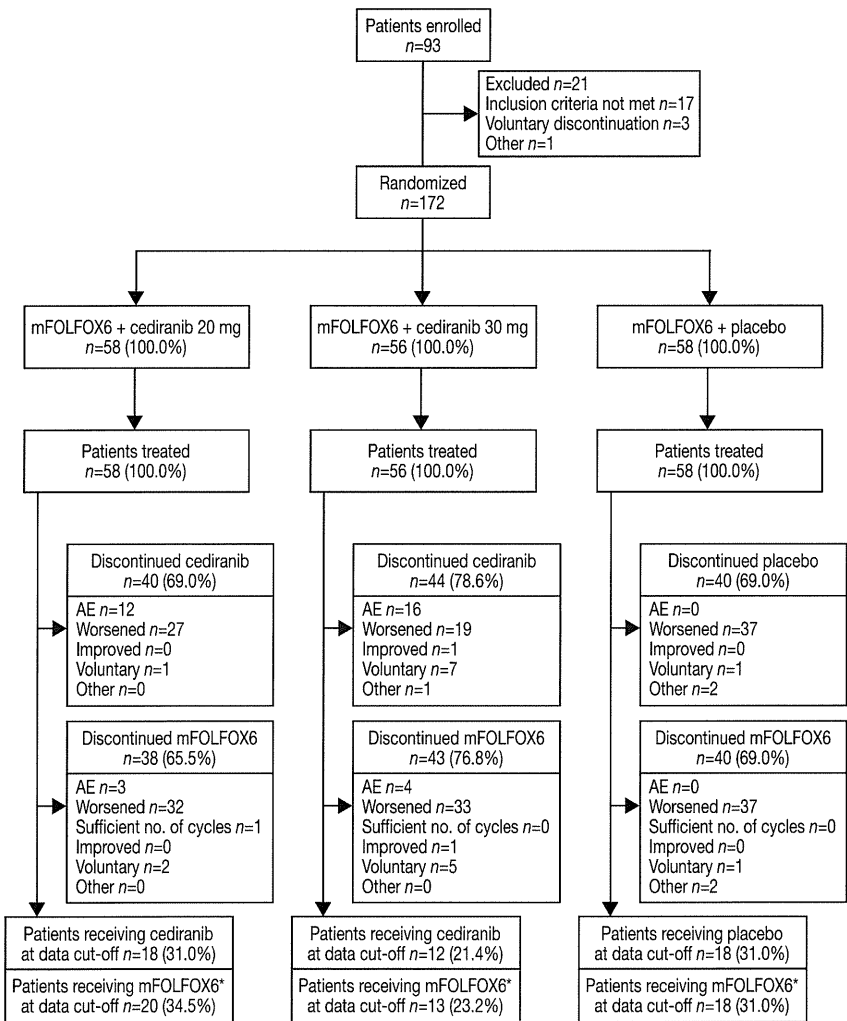 Patients enrolled
n=93
Excluded n=21
Inclusion criteria not met n=17
Voluntary discontinuation n=3
Other n=1
Randomized
n=172
mFOLFOX6 + cediranib 20 mg
n=58 (100.0%)
mFOLFOX6 + cediranib 30 mg
n=56 (100.0%)
mFOLFOX6 + placebo
n=58 (100.0%)
Patients treated
n=58 (100.0%)
Patients treated
n=56 (100.0%)
Patients treated
n=58 (100.0%)
Discontinued cediranib
n=40 (69.0%)
AE n=12
Worsened n=27
Improved n=0
Voluntary n=1
Other n=0
Discontinued cediranib
n=44 (78.6%)
AE n=16
Worsened n=19
Improved n=1
Voluntary n=7
Other n=1
Discontinued placebo
n=40 (69.0%)
AE n=0
Worsened n=37
Improved n=0
Voluntary n=1
Other n=2
Discontinued mFOLFOX6
n=38 (65.5%)
AE n=3
Worsened n=32
Sufficient no. of cycles n=1
Improved n=0
Voluntary n=2
Other n=0
Discontinued mFOLFOX6
n=43 (76.8%)
AE n=4
Worsened n=33
Sufficient no. of cycles n=0
Improved n=1
Voluntary n=5
Other n=0
Discontinued mFOLFOX6
n=40 (69.0%)
AE n=0
Worsened n=37
Sufficient no. of cycles n=0
Improved n=0
Voluntary n=1
Other n=2
Patients receiving cediranib
at data cut-off n=18 (31.0%)
Patients receiving mFOLFOX6*
at data cut-off n=20 (34.5%)
Patients receiving cediranib
at data cut-off n=12 (21.4%)
Patients receiving mFOLFOX6*
at data cut-off n=13 (23.2%)
Patients receiving placebo
at data cut-off n=18 (31.0%)
Patients receiving mFOLFOX6*
at data cut-off n=18 (31.0%)